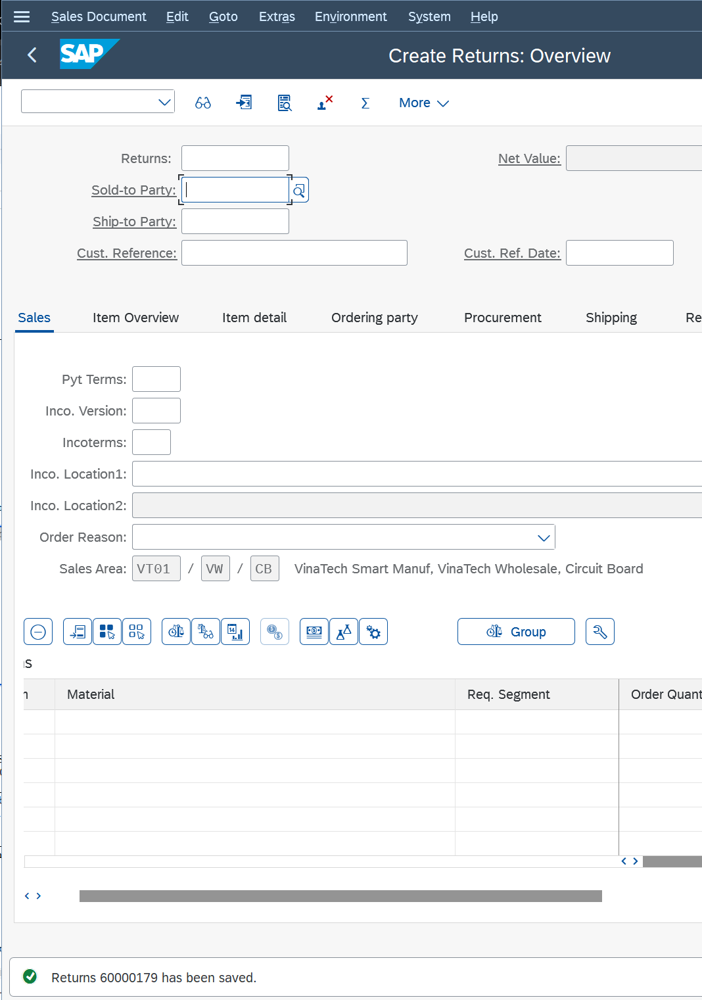 Sales Document Edit Goto Extras Environment System Help
SAP Create Returns: Overview
More
Returns: Net Value:
Sold-to Party:
Ship-to Party:
Cust. Reference: Cust. Ref. Date:
Sales Item Overview Item detail Ordering party Procurement Shipping Re
Pyt Terms:
Inco. Version:
Incoterms:
Inco. Location1:
Inco. Location2:
Order Reason:
Sales Area: VT01 / VW / CB VinaTech Smart Manuf, VinaTech Wholesale, Circuit Board
14 Group
Material Req. Segment Order Quant
Returns 60000179 has been saved.